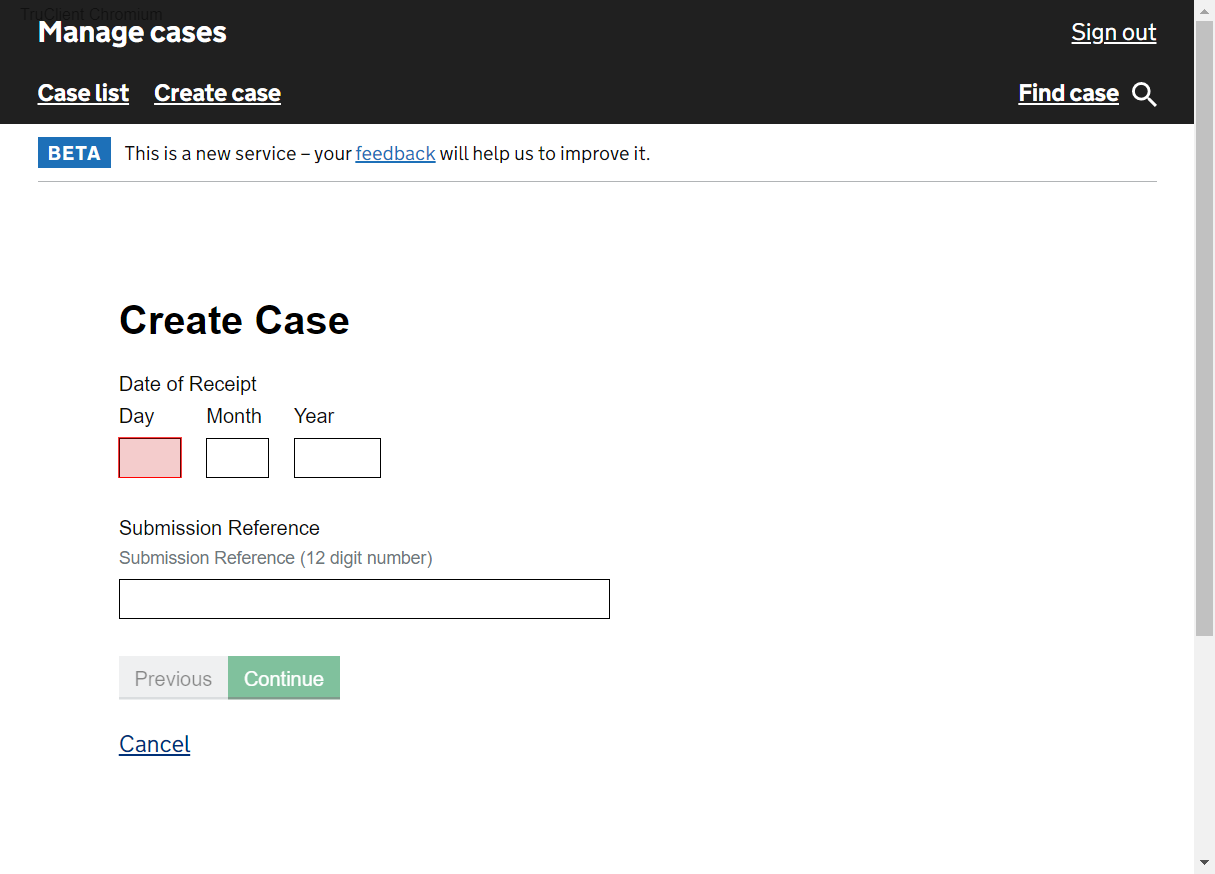 TruClient Chromium
Manage cases
Sign out
Case list Create case Find case
BETA This is a new service – your feedback will help us to improve it.
Create Case
Date of Receipt
Day Month Year
Submission Reference
Submission Reference (12 digit number)
Previous Continue
Cancel